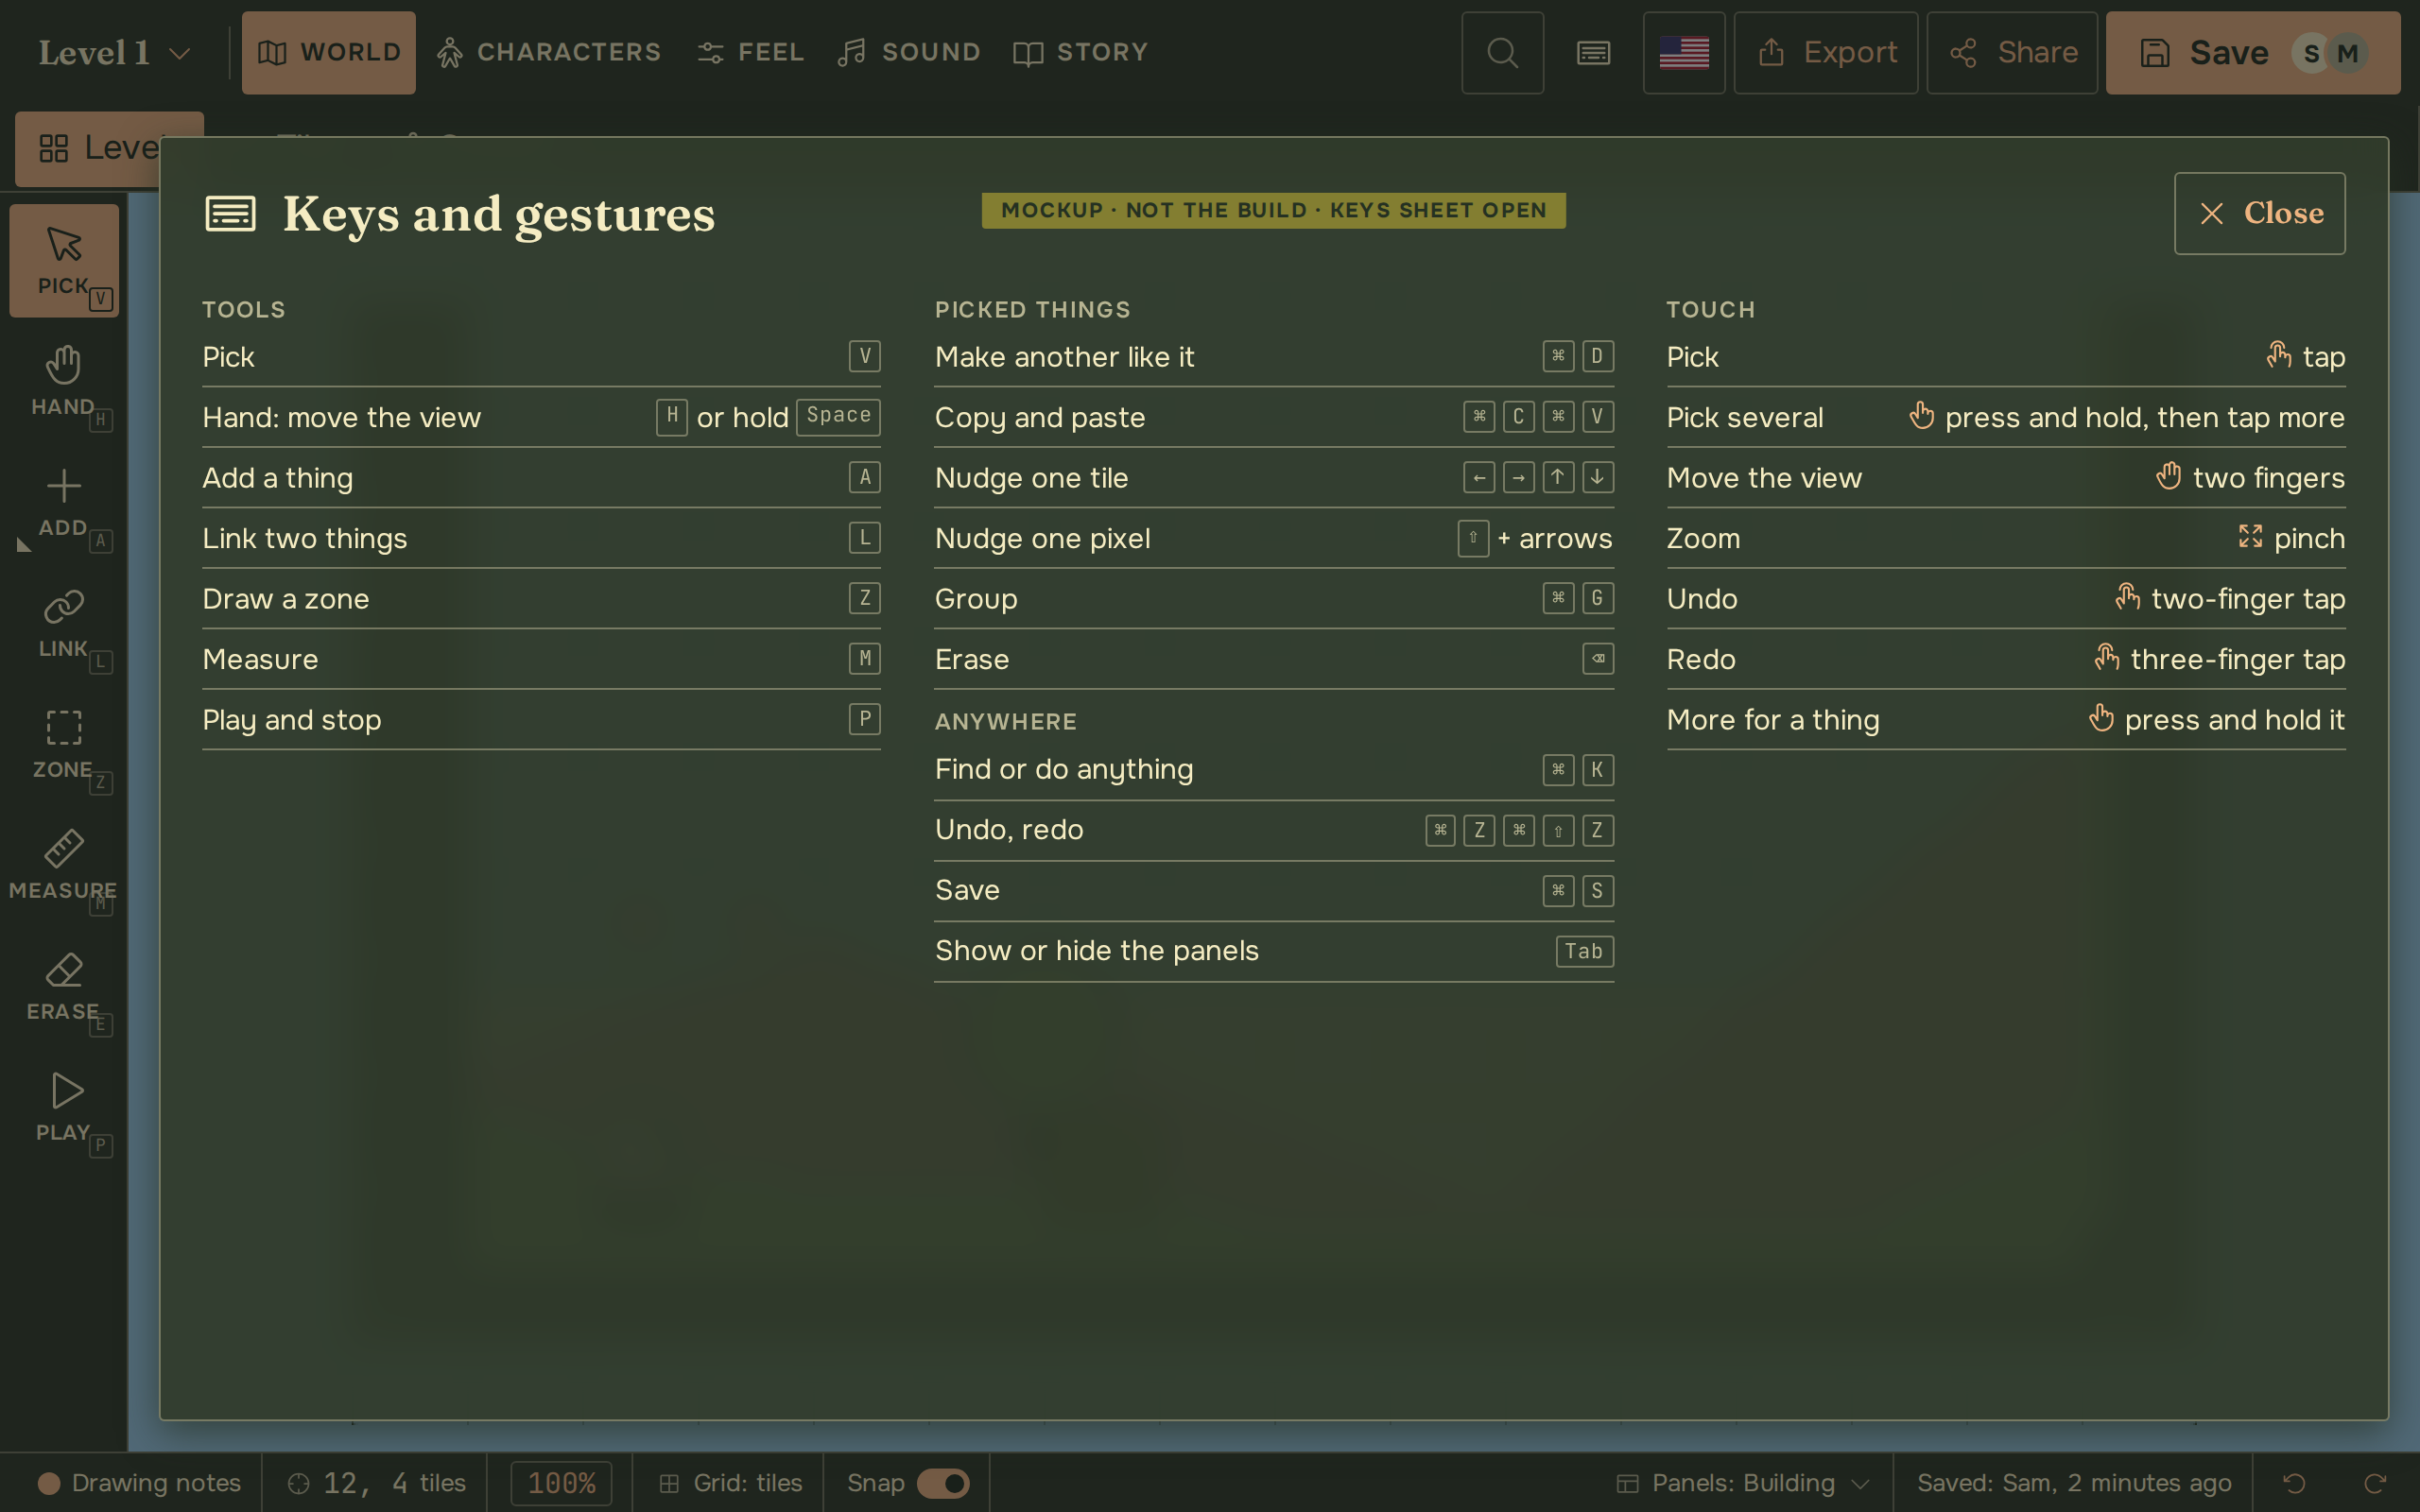 Level 1 WORLD CHARACTERS FEEL SOUND STORY Export Share Save S M
Leve
Keys and gestures MOCKUP · NOT THE BUILD · KEYS SHEET OPEN Close
PICK V
HAND H
ADD A
LINK L
ZONE Z
MEASURE M
ERASE E
PLAY P
TOOLS
Pick V
Hand: move the view H or hold Space
Add a thing A
Link two things L
Draw a zone Z
Measure M
Play and stop P
PICKED THINGS
Make another like it ⌘ D
Copy and paste ⌘ C ⌘ V
Nudge one tile ← → ↑ ↓
Nudge one pixel ⇧ + arrows
Group ⌘ G
Erase ⌫
ANYWHERE
Find or do anything ⌘ K
Undo, redo ⌘ Z ⌘ ⇧ Z
Save ⌘ S
Show or hide the panels Tab
TOUCH
Pick tap
Pick several press and hold, then tap more
Move the view two fingers
Zoom pinch
Undo two-finger tap
Redo three-finger tap
More for a thing press and hold it
Drawing notes 12, 4 tiles 100% Grid: tiles Snap Panels: Building Saved: Sam, 2 minutes ago